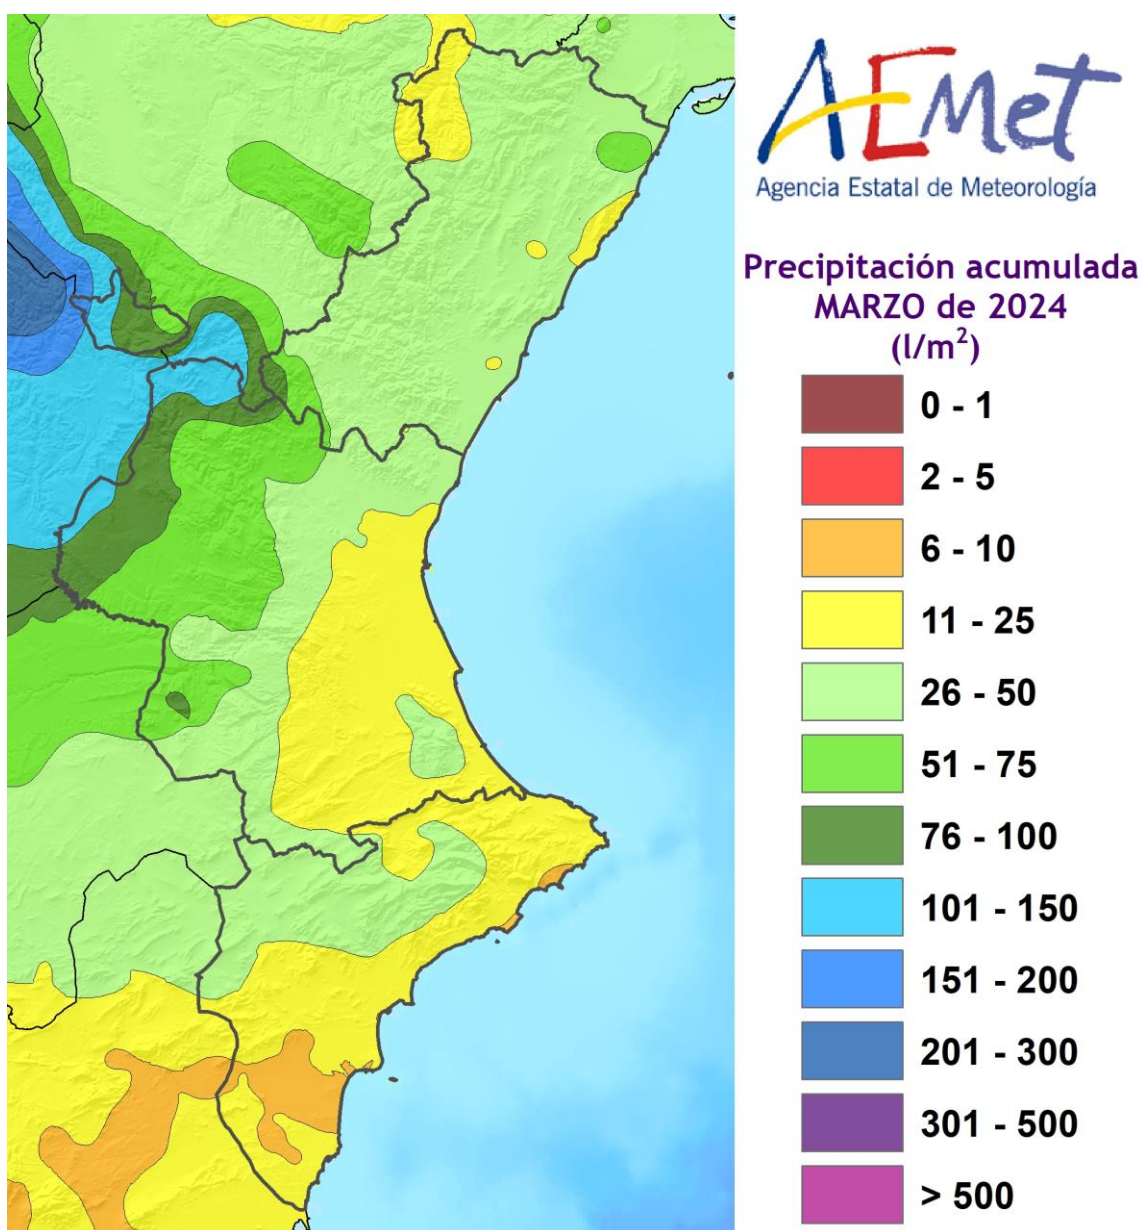 AEMet
Agencia Estatal de Meteorología
Precipitación acumulada
MARZO de 2024
(l/m²)
0 - 1
2 - 5
6 - 10
11 - 25
26 - 50
51 - 75
76 - 100
101 - 150
151 - 200
201 - 300
301 - 500
> 500